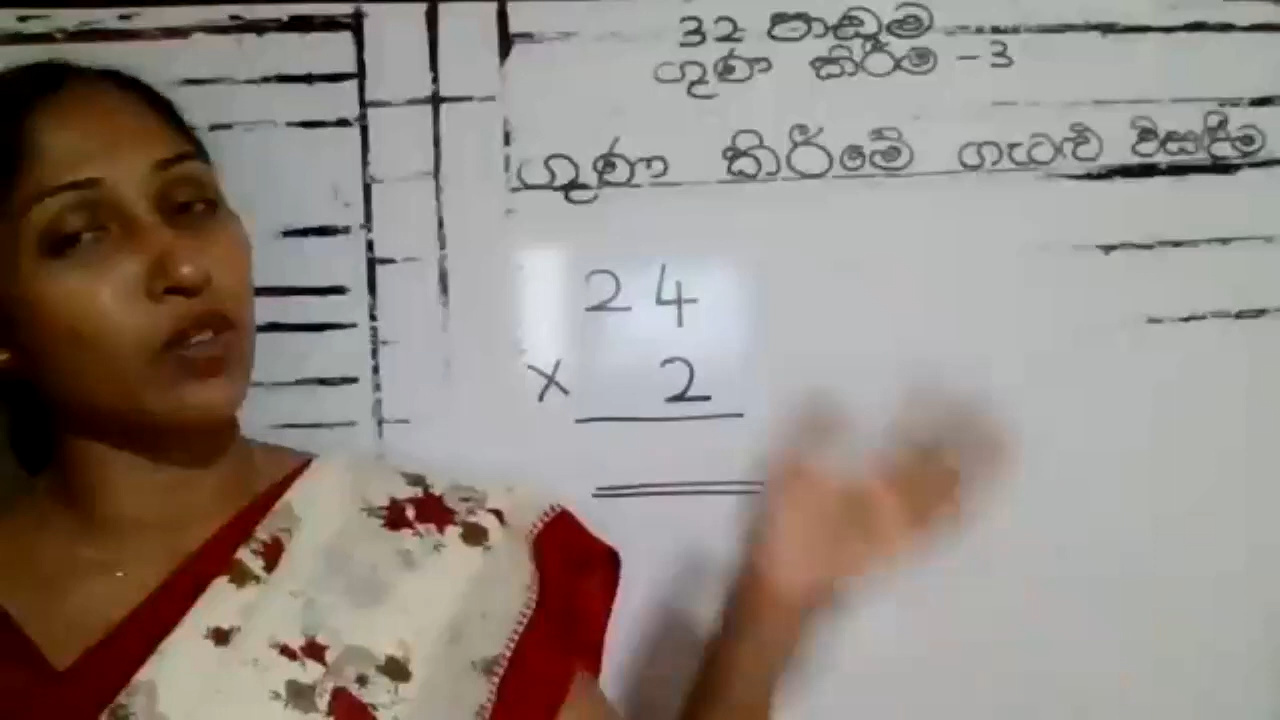 32 පාඩම
ගුණ කිරීම - 3
ගුණ කිරීමේ ගැටළු විසඳීම
24
× 2